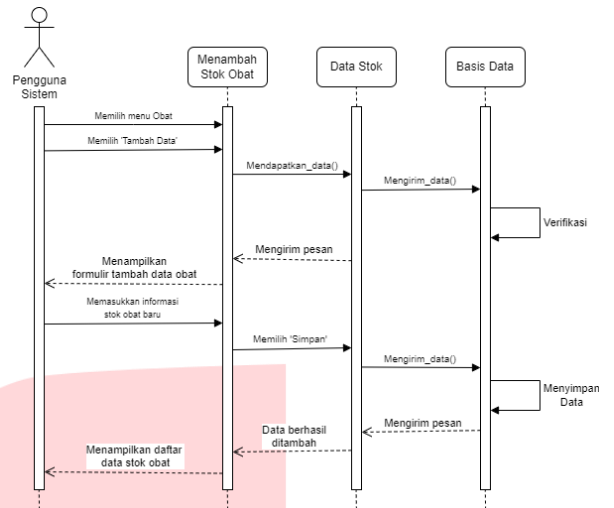 Pengguna
Sistem
Menambah
Stok Obat
Data Stok
Basis Data
Memilih menu Obat
Memilih 'Tambah Data'
Mendapatkan_data()
Mengirim_data()
Verifikasi
Mengirim pesan
Menampilkan
formulir tambah data obat
Memasukkan informasi
stok obat baru
Memilih 'Simpan'
Mengirim_data()
Menyimpan
Data
Mengirim pesan
Data berhasil
ditambah
Menampilkan daftar
data stok obat